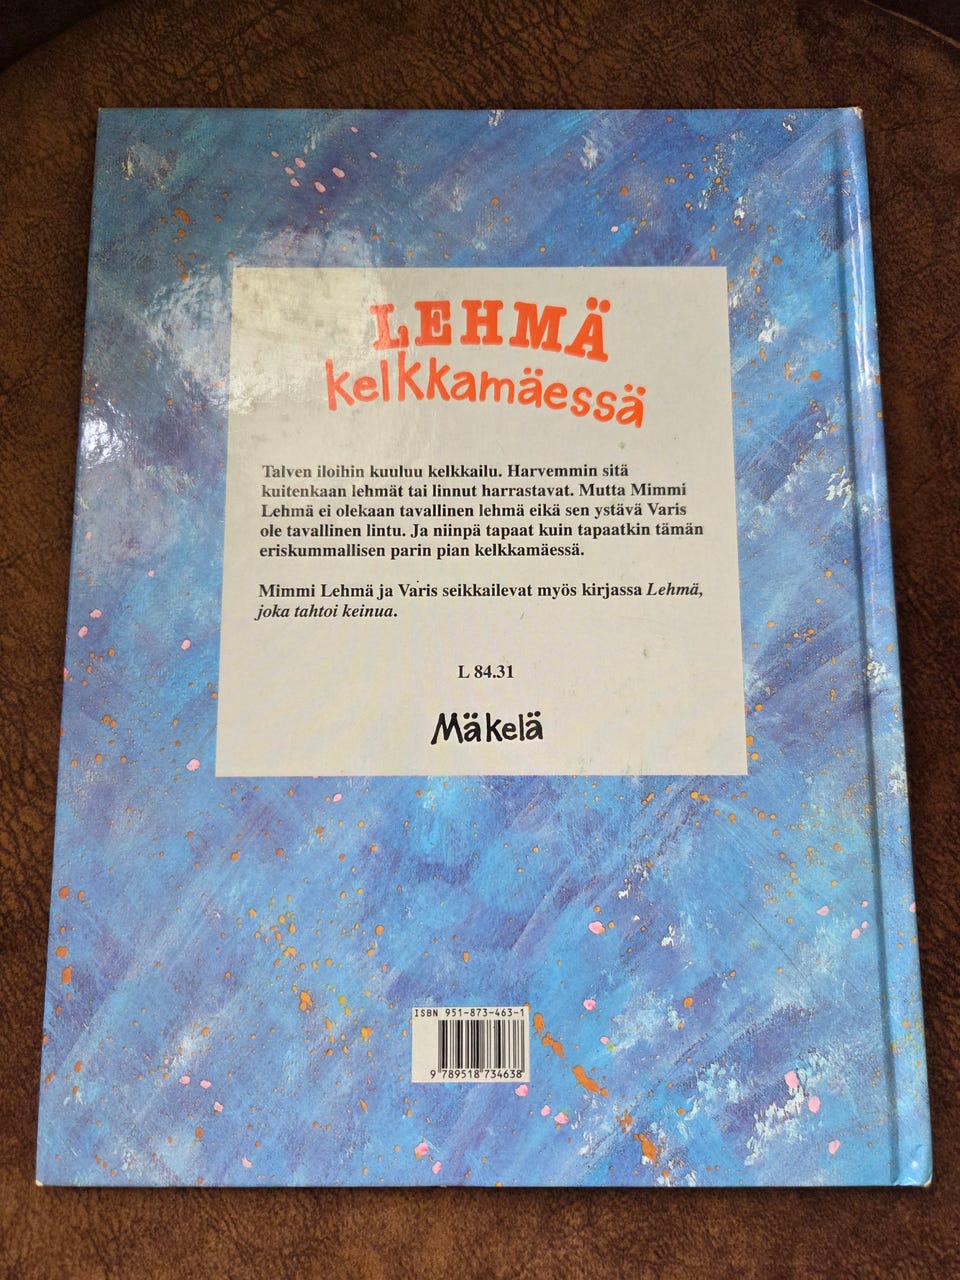 LEHMÄ
kelkkamäessä
Talven iloihin kuuluu kelkkailu. Harvemmin sitä
kuitenkaan lehmät tai linnut harrastavat. Mutta Mimmi
Lehmä ei olekaan tavallinen lehmä eikä sen ystävä Varis
ole tavallinen lintu. Ja niinpä tapaat kuin tapaatkin tämän
eriskummallisen parin pian kelkkamäessä.
Mimmi Lehmä ja Varis seikkailevat myös kirjassa Lehmä,
joka tahtoi keinua.
L 84.31
Mäkelä
ISBN 951-873-463-1
9 789518 734638